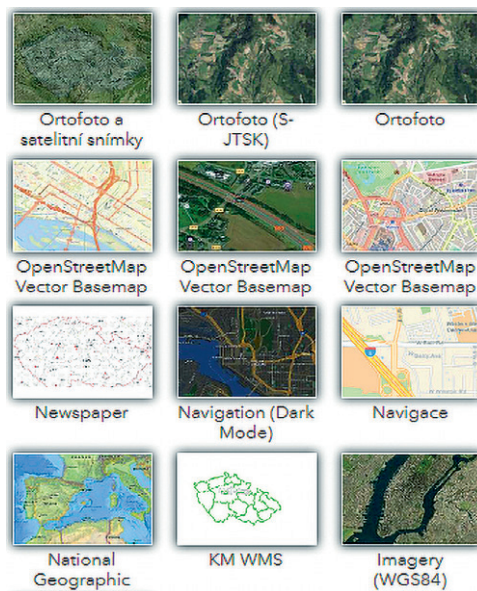 Ortofoto a
satelitní snímky
Ortofoto (S-
JTSK)
Ortofoto
OpenStreetMap
Vector Basemap
OpenStreetMap
Vector Basemap
OpenStreetMap
Vector Basemap
Newspaper
Navigation (Dark
Mode)
Navigace
National
Geographic
KM WMS
Imagery
(WGS84)